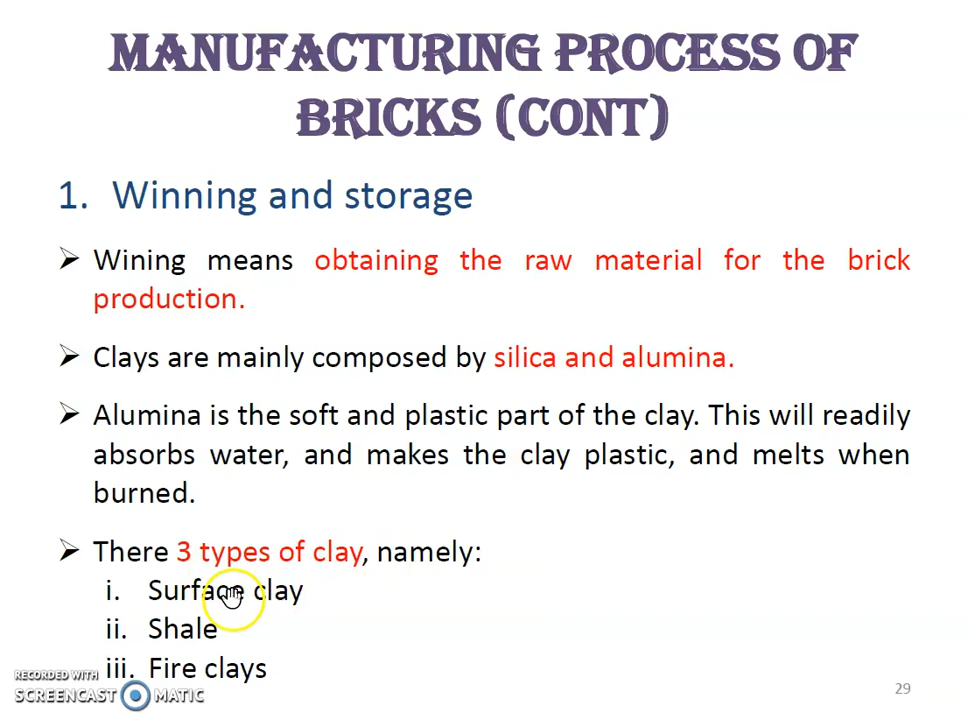 MANUFACTURING PROCESS OF
BRICKS (CONT)
1. Winning and storage
➢ Wining means obtaining the raw material for the brick
production.
➢ Clays are mainly composed by silica and alumina.
➢ Alumina is the soft and plastic part of the clay. This will readily
absorbs water, and makes the clay plastic, and melts when
burned.
➢ There 3 types of clay, namely:
i. Surface clay
ii. Shale
iii. Fire clays
RECORDED WITH
SCREENCAST MATIC
29